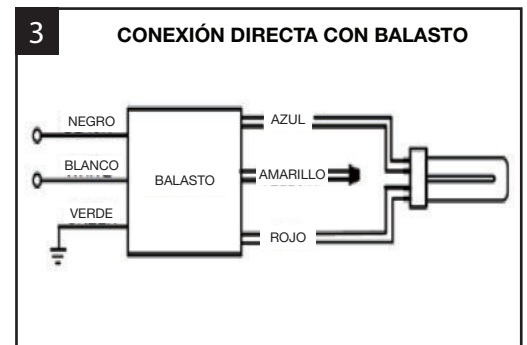 3
CONEXIÓN DIRECTA CON BALASTO
NEGRO
BLANCO
VERDE
BALASTO
AZUL
AMARILLO
ROJO